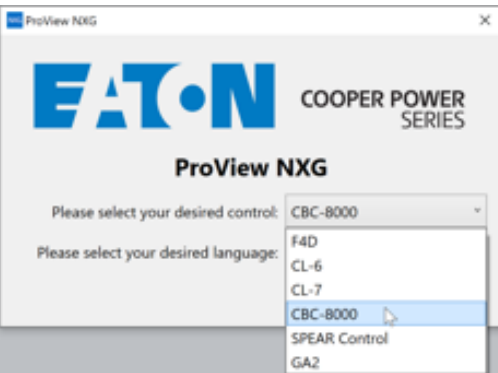 NXG ProView NXG
EATON
COOPER POWER
SERIES
ProView NXG
Please select your desired control: CBC-8000
Please select your desired language:
F4D
CL-6
CL-7
CBC-8000
SPEAR Control
GA2